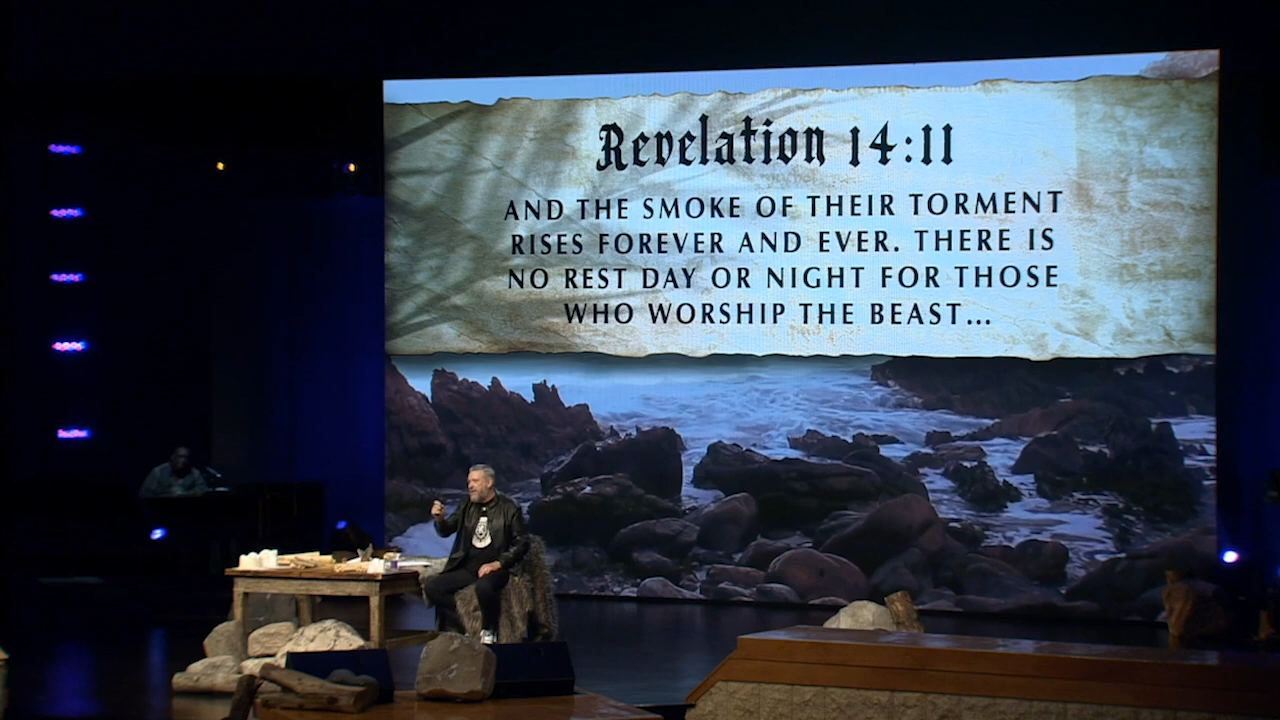 Revelation 14:11
AND THE SMOKE OF THEIR TORMENT
RISES FOREVER AND EVER. THERE IS
NO REST DAY OR NIGHT FOR THOSE
WHO WORSHIP THE BEAST...